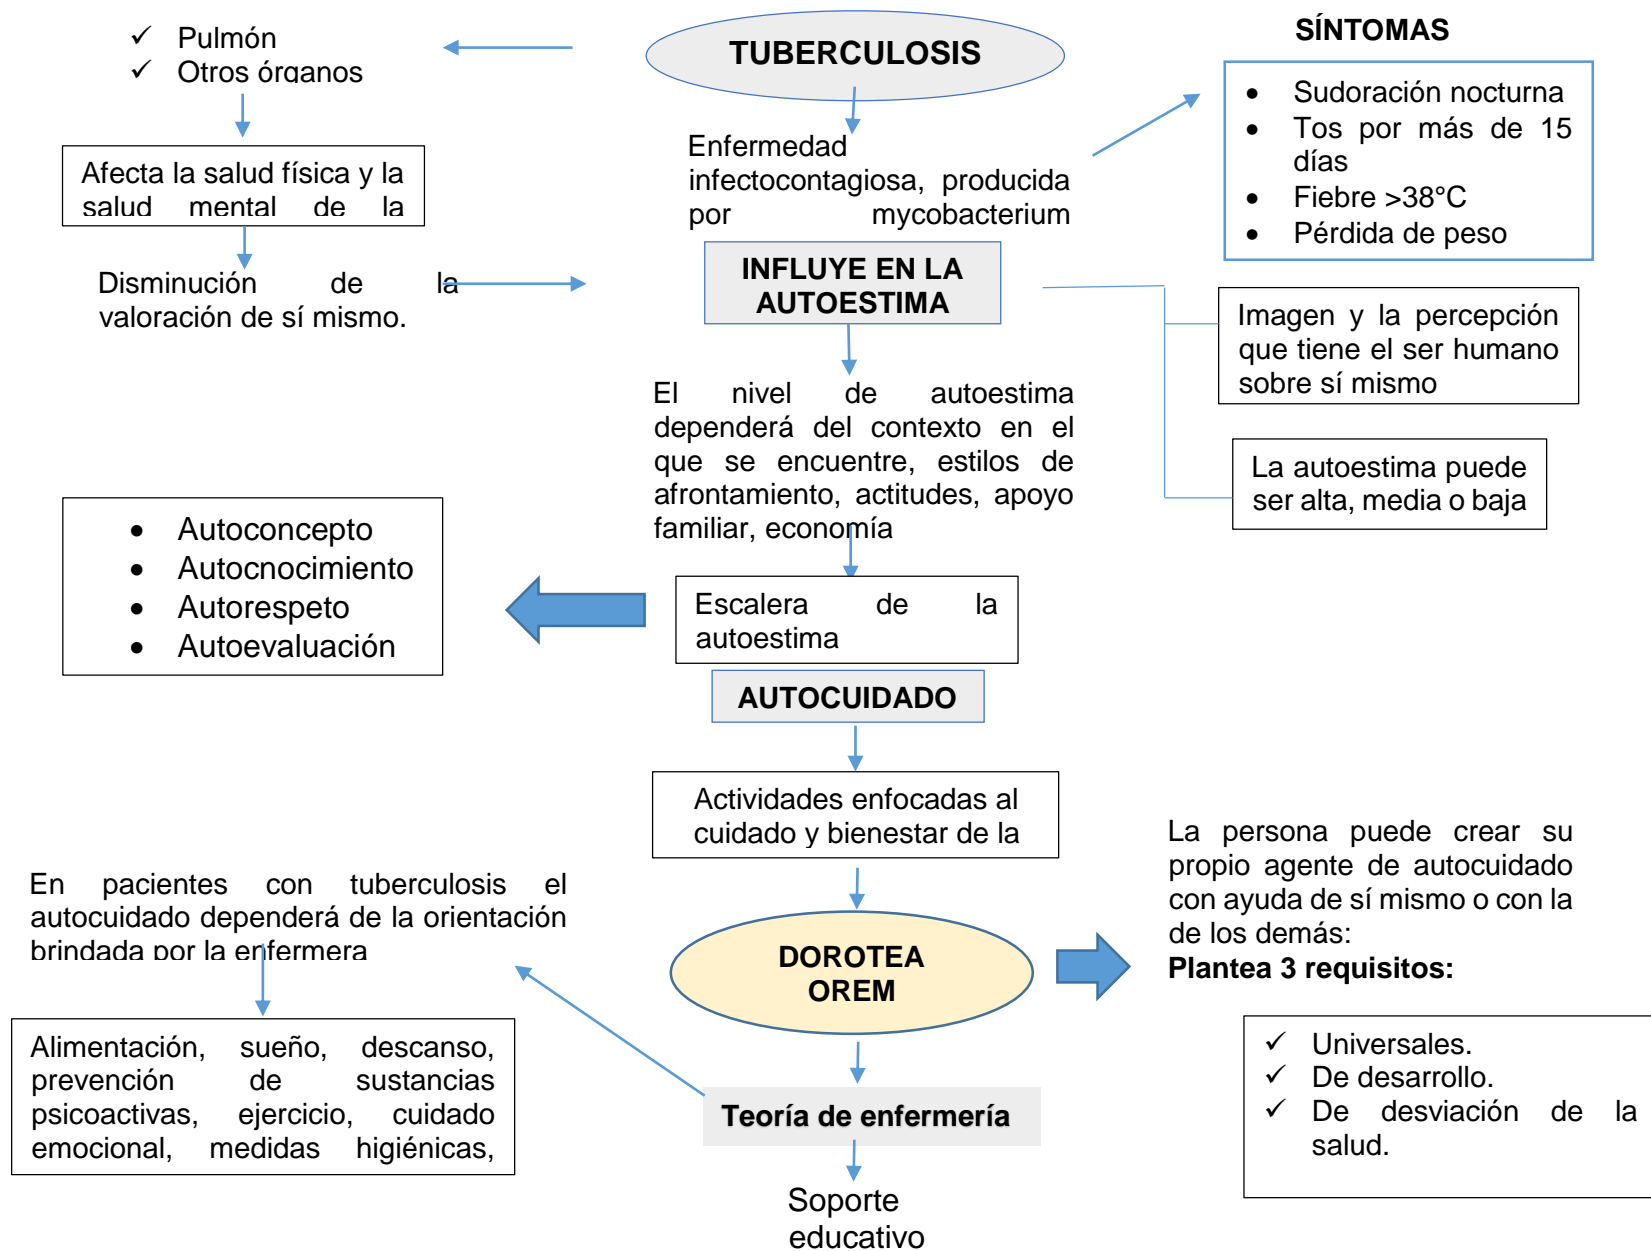 TUBERCULOSIS
Pulmón
Otros órganos
SÍNTOMAS
Sudoración nocturna
Tos por más de 15
días
Fiebre >38°C
Pérdida de peso
Enfermedad
infectocontagiosa, producida
por mycobacterium
Afecta la salud física y la
salud mental de la
Disminución de la
valoración de sí mismo.
INFLUYE EN LA
AUTOESTIMA
Imagen y la percepción
que tiene el ser humano
sobre sí mismo
La autoestima puede
ser alta, media o baja
El nivel de autoestima
dependerá del contexto en el
que se encuentre, estilos de
afrontamiento, actitudes, apoyo
familiar, economía
Autoconcepto
Autocnocimiento
Autorespeto
Autoevaluación
Escalera de la
autoestima
AUTOCUIDADO
Actividades enfocadas al
cuidado y bienestar de la
La persona puede crear su
propio agente de autocuidado
con ayuda de sí mismo o con la
de los demás:
Plantea 3 requisitos:
En pacientes con tuberculosis el
autocuidado dependerá de la orientación
brindada por la enfermera
DOROTEA
OREM
Universales.
De desarrollo.
De desviación de la
salud.
Alimentación, sueño, descanso,
prevención de sustancias
psicoactivas, ejercicio, cuidado
emocional, medidas higiénicas,
Teoría de enfermería
Soporte
educativo